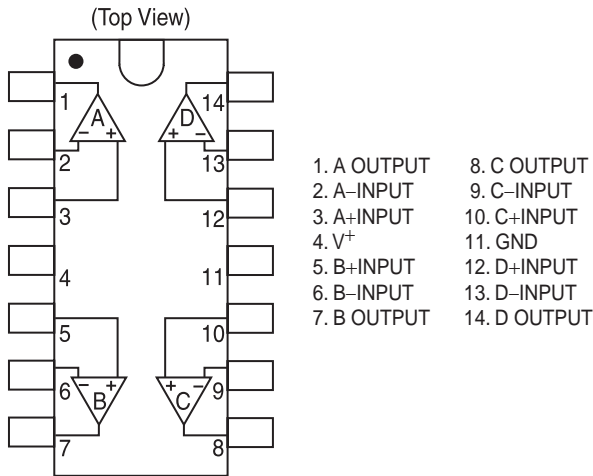 (Top View)
1 14
A D
- + + -
2 13
3 12
4 11
5 10
6 - + + - 9
B C
7 8
1. A OUTPUT 8. C OUTPUT
2. A–INPUT 9. C–INPUT
3. A+INPUT 10. C+INPUT
4. V+ 11. GND
5. B+INPUT 12. D+INPUT
6. B–INPUT 13. D–INPUT
7. B OUTPUT 14. D OUTPUT